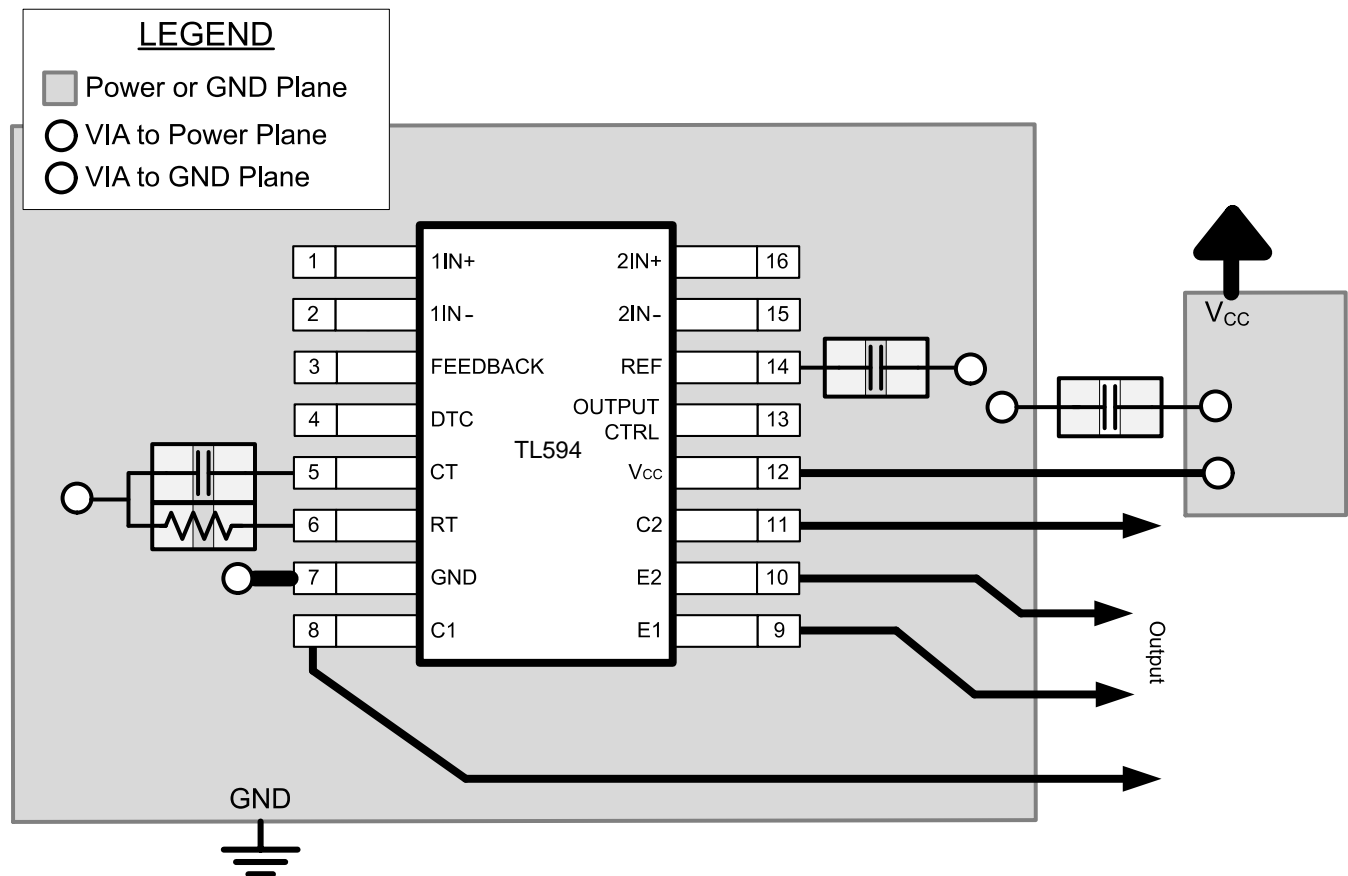 LEGEND
Power or GND Plane
VIA to Power Plane
VIA to GND Plane
1 1IN+ 2IN+ 16
2 1IN- 2IN- 15
3 FEEDBACK REF 14
4 DTC OUTPUT CTRL 13
TL594
5 CT VCC 12
6 RT C2 11
7 GND E2 10
8 C1 E1 9
VCC
Output
GND